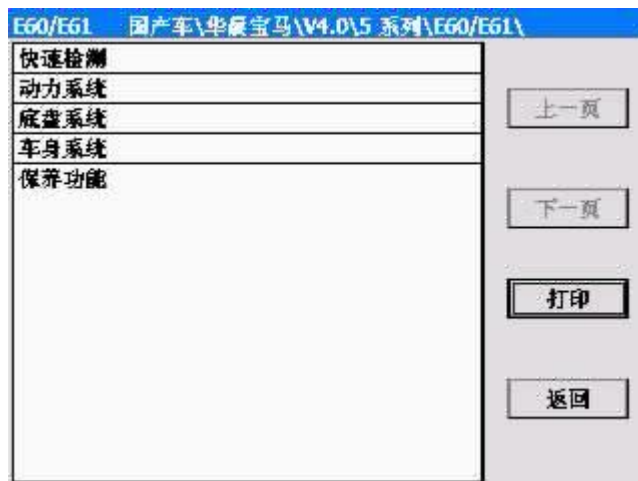 E60/E61 国产车\华晨宝马\V4.0\5 系列\E60/E61\
快速检测
动力系统
底盘系统
车身系统
保养功能
上一页
下一页
打印
返回